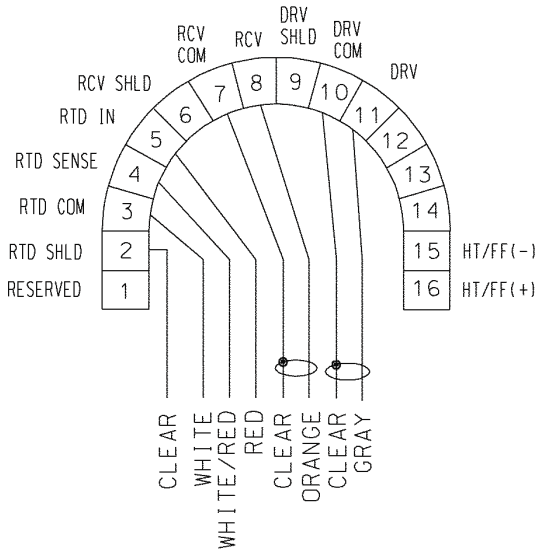 RCV
COM
RCV
DRV
SHLD
DRV
COM
DRV
RCV SHLD
RTD IN
RTD SENSE
RTD COM
RTD SHLD
RESERVED
1
2
3
4
5
6
7
8
9
10
11
12
13
14
15
16
HT/FF(-)
HT/FF(+)
CLEAR
WHITE
WHITE/RED
RED
CLEAR
ORANGE
CLEAR
GRAY